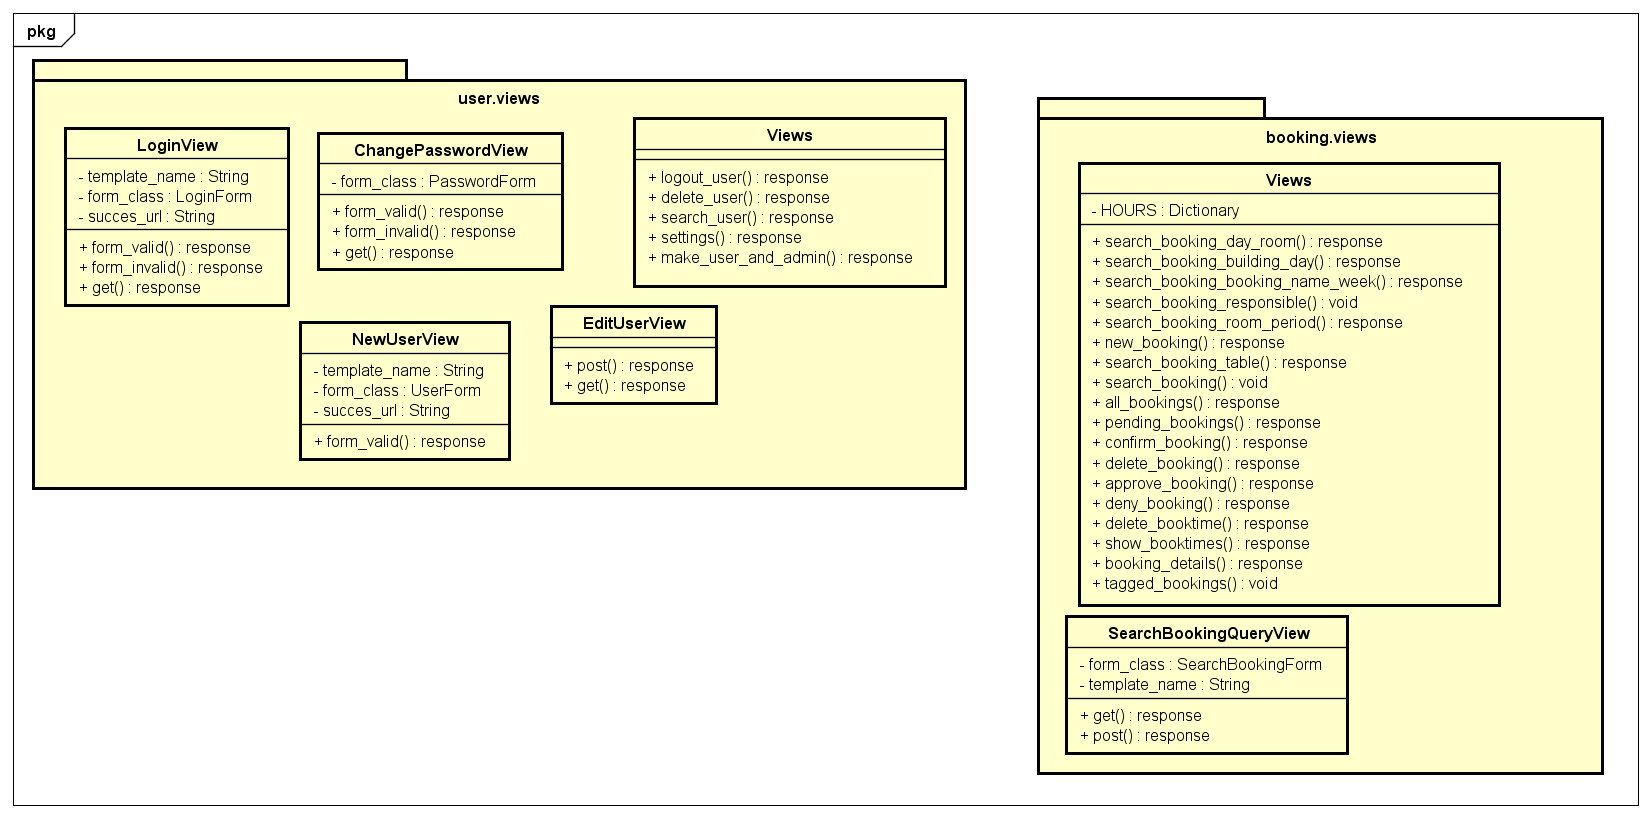 pkg
user.views
LoginView
- template_name : String
- form_class : LoginForm
- succes_url : String
+ form_valid() : response
+ form_invalid() : response
+ get() : response
ChangePasswordView
- form_class : PasswordForm
+ form_valid() : response
+ form_invalid() : response
+ get() : response
Views
+ logout_user() : response
+ delete_user() : response
+ search_user() : response
+ settings() : response
+ make_user_and_admin() : response
NewUserView
- template_name : String
- form_class : UserForm
- succes_url : String
+ form_valid() : response
EditUserView
+ post() : response
+ get() : response
booking.views
Views
- HOURS : Dictionary
+ search_booking_day_room() : response
+ search_booking_building_day() : response
+ search_booking_booking_name_week() : response
+ search_booking_responsible() : void
+ search_booking_room_period() : response
+ new_booking() : response
+ search_booking_table() : response
+ search_booking() : void
+ all_bookings() : response
+ pending_bookings() : response
+ confirm_booking() : response
+ delete_booking() : response
+ approve_booking() : response
+ deny_booking() : response
+ delete_booktime() : response
+ show_booktimes() : response
+ booking_details() : response
+ tagged_bookings() : void
SearchBookingQueryView
- form_class : SearchBookingForm
- template_name : String
+ get() : response
+ post() : response